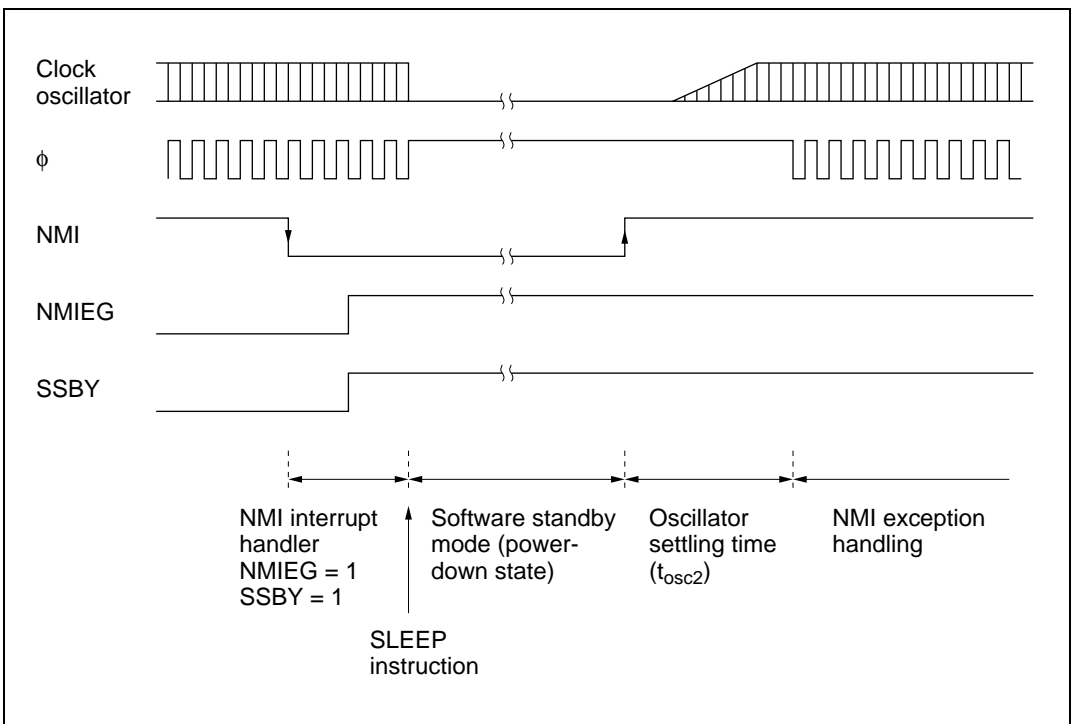 Clock
oscillator
φ
NMI
NMIEG
SSBY
NMI interrupt
handler
NMIEG = 1
SSBY = 1
Software standby
mode (power-
down state)
Oscillator
settling time
(tosc2)
NMI exception
handling
SLEEP
instruction